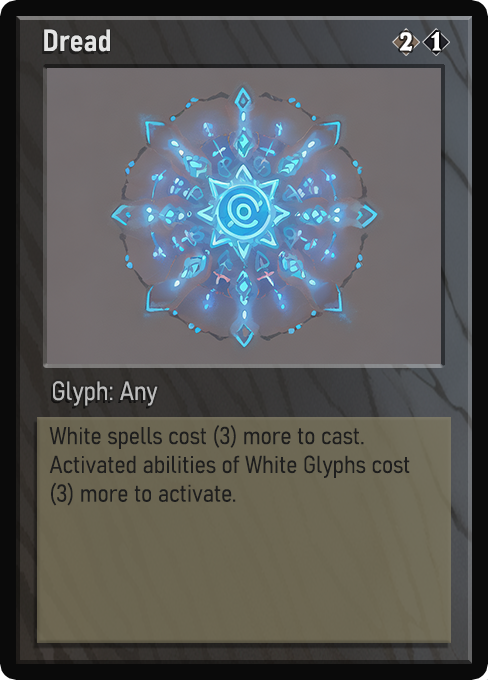 Dread
2 1
Glyph: Any
White spells cost (3) more to cast.
Activated abilities of White Glyphs cost
(3) more to activate.